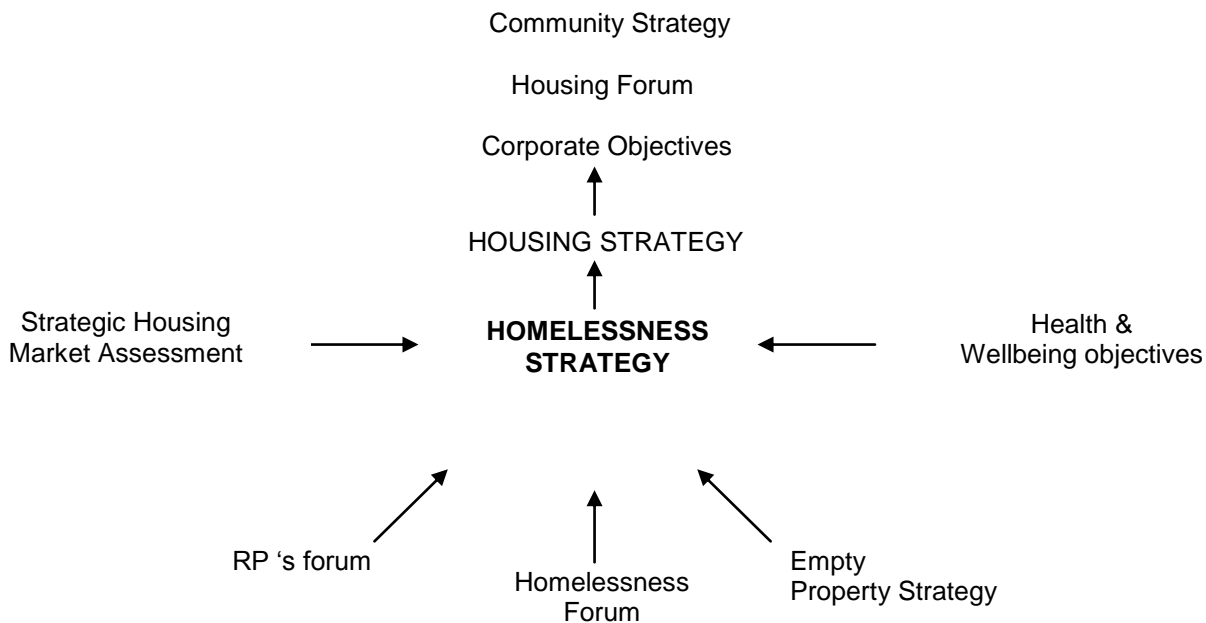 Community Strategy
Housing Forum
Corporate Objectives
HOUSING STRATEGY
Strategic Housing
Market Assessment
HOMELESSNESS
STRATEGY
Health &
Wellbeing objectives
RP ‘s forum
Homelessness
Forum
Empty
Property Strategy